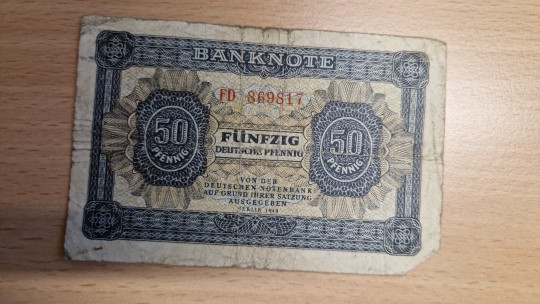 BANKNOTE
FD 869817
50
PFENNIG
FÜNFZIG
DEUTSCHE PFENNIG
50
PFENNIG
VON DER
DEUTSCHEN NOTENBANK
AUF GRUND IHRER SATZUNG
AUSGEGEBEN
BERLIN 1948